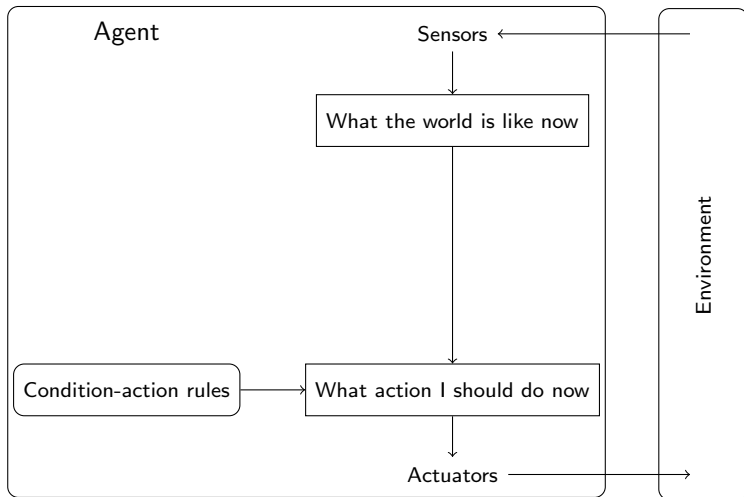 Agent
Sensors
What the world is like now
Environment
Condition-action rules
What action I should do now
Actuators